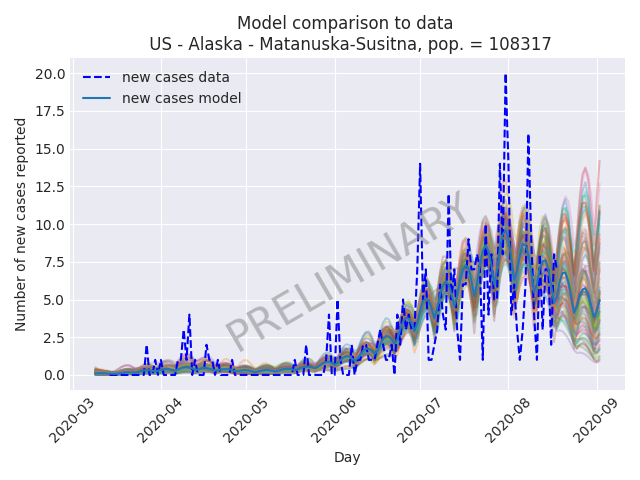 Model comparison to data
US - Alaska - Matanuska-Susitna, pop. = 108317
new cases data
new cases model
PRELIMINARY
Number of new cases reported
20.0
17.5
15.0
12.5
10.0
7.5
5.0
2.5
0.0
2020-03
2020-04
2020-05
2020-06
2020-07
2020-08
2020-09
Day